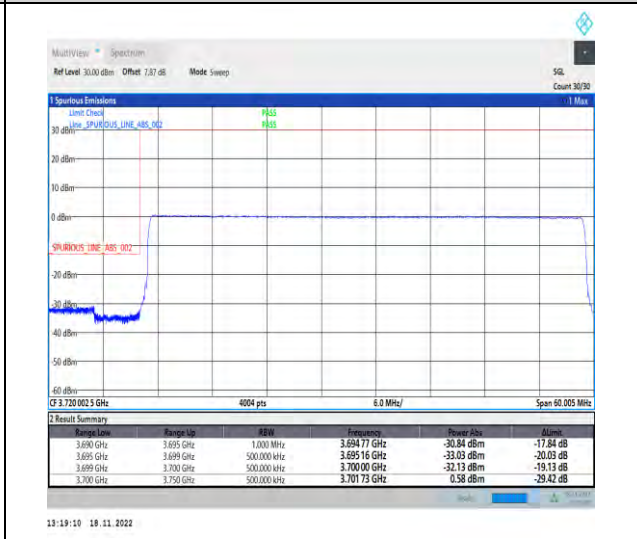 MultiView Spectrum
Ref Level 30.00 dBm Offset 7.87 dB Mode Sweep SGL
Count 30/30
1 Spurious Emissions 1 Max
Limit Check PASS
Line _SPURIOUS_LINE_ABS_002 PASS
30 dBm
20 dBm
10 dBm
0 dBm
_SPURIOUS_LINE_ABS_002
-20 dBm
-30 dBm
-40 dBm
-50 dBm
-60 dBm
CF 3.720 002 5 GHz 4004 pts 6.0 MHz/ Span 60.005 MHz
2 Result Summary
Range Low Range Up RBW Frequency Power Abs ΔLimit
3.690 GHz 3.695 GHz 1.000 MHz 3.694 77 GHz -30.84 dBm -17.84 dB
3.695 GHz 3.699 GHz 500.000 kHz 3.695 16 GHz -33.03 dBm -20.03 dB
3.699 GHz 3.700 GHz 500.000 kHz 3.700 00 GHz -32.13 dBm -19.13 dB
3.700 GHz 3.750 GHz 500.000 kHz 3.701 73 GHz 0.58 dBm -29.42 dB
13:19:10 18.11.2022